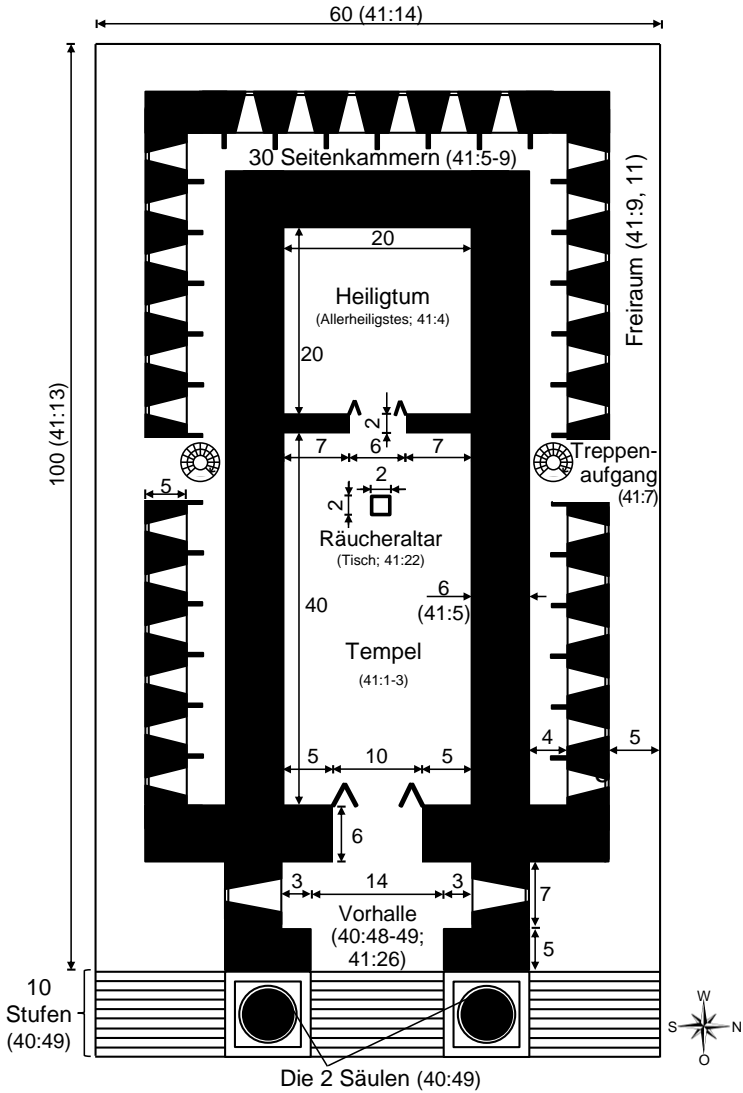 60 (41:14)
30 Seitenkammern (41:5-9)
Freiraum (41:9, 11)
20
Heiligtum
(Allerheiligstes; 41:4)
20
2
100 (41:13)
7 6 7
Treppen-
aufgang
(41:7)
5
2
2
Räucheraltar
(Tisch; 41:22)
6
(41:5)
40
Tempel
(41:1-3)
4 5
5 10 5
6
3 14 3
7
Vorhalle
(40:48-49;
41:26)
5
10
Stufen
(40:49)
W
S N
O
Die 2 Säulen (40:49)